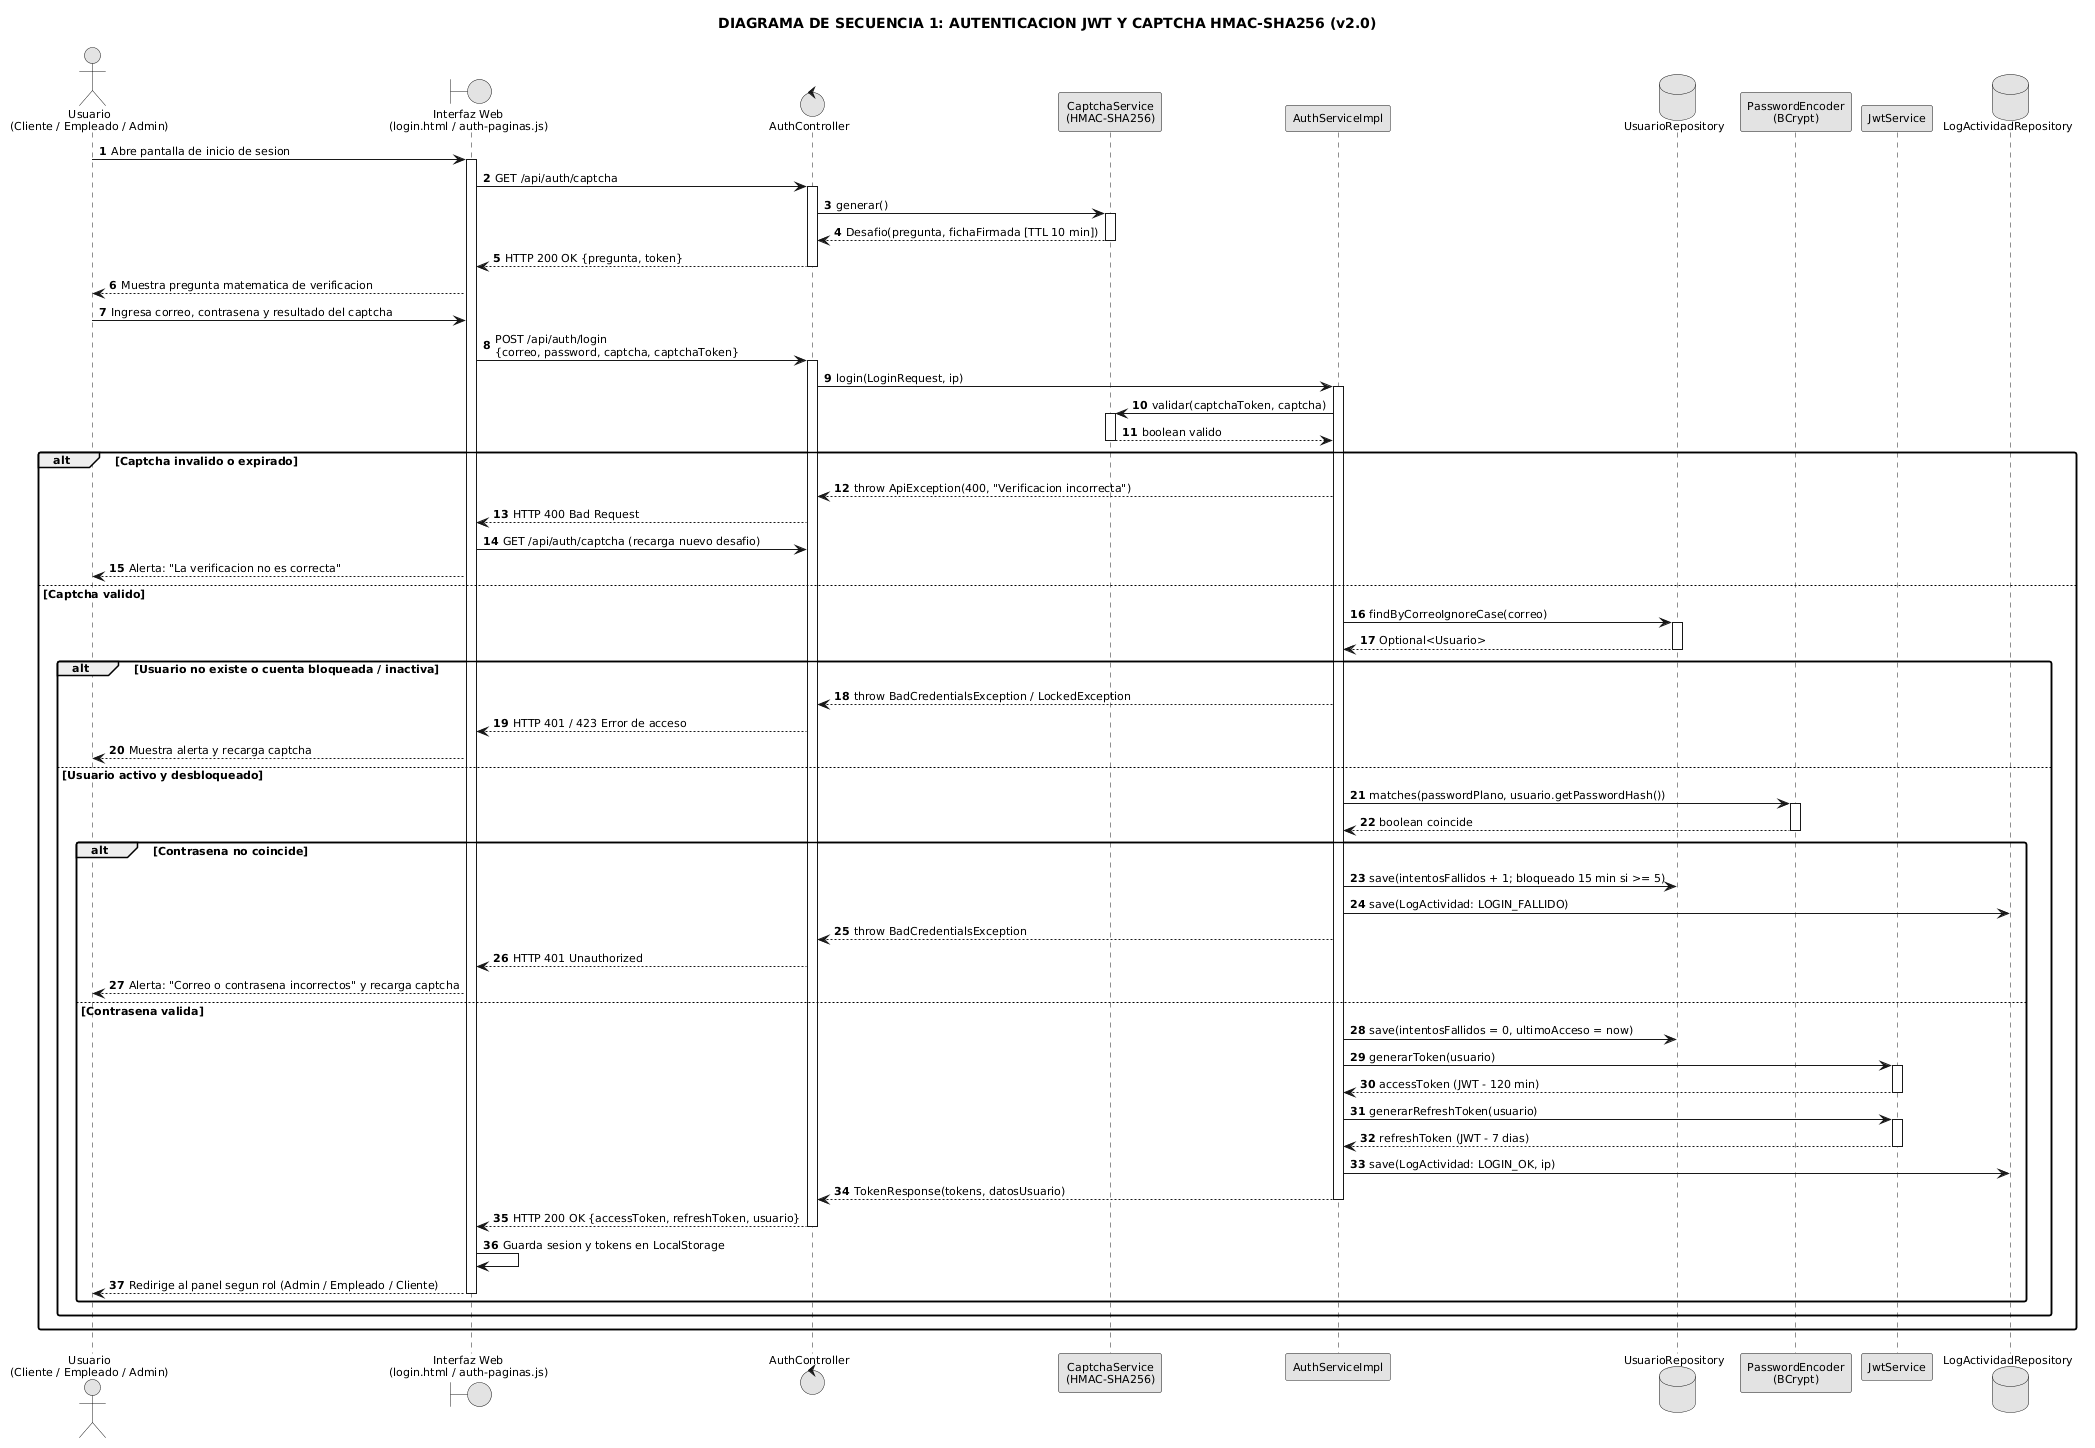 DIAGRAMA DE SECUENCIA 1: AUTENTICACION JWT Y CAPTCHA HMAC-SHA256 (v2.0)
Usuario
(Cliente / Empleado / Admin)
Interfaz Web
(login.html / auth-paginas.js)
AuthController
CaptchaService
(HMAC-SHA256)
AuthServiceImpl
UsuarioRepository
PasswordEncoder
(BCrypt)
JwtService
LogActividadRepository
1 Abre pantalla de inicio de sesion
2 GET /api/auth/captcha
3 generar()
4 Desafio(pregunta, fichaFirmada [TTL 10 min])
5 HTTP 200 OK {pregunta, token}
6 Muestra pregunta matematica de verificacion
7 Ingresa correo, contrasena y resultado del captcha
8 POST /api/auth/login
{correo, password, captcha, captchaToken}
9 login(LoginRequest, ip)
10 validar(captchaToken, captcha)
11 boolean valido
alt [Captcha invalido o expirado]
12 throw ApiException(400, "Verificacion incorrecta")
13 HTTP 400 Bad Request
14 GET /api/auth/captcha (recarga nuevo desafio)
15 Alerta: "La verificacion no es correcta"
[Captcha valido]
16 findByCorreoIgnoreCase(correo)
17 Optional<Usuario>
alt [Usuario no existe o cuenta bloqueada / inactiva]
18 throw BadCredentialsException / LockedException
19 HTTP 401 / 423 Error de acceso
20 Muestra alerta y recarga captcha
[Usuario activo y desbloqueado]
21 matches(passwordPlano, usuario.getPasswordHash())
22 boolean coincide
alt [Contrasena no coincide]
23 save(intentosFallidos + 1; bloqueado 15 min si >= 5)
24 save(LogActividad: LOGIN_FALLIDO)
25 throw BadCredentialsException
26 HTTP 401 Unauthorized
27 Alerta: "Correo o contrasena incorrectos" y recarga captcha
[Contrasena valida]
28 save(intentosFallidos = 0, ultimoAcceso = now)
29 generarToken(usuario)
30 accessToken (JWT - 120 min)
31 generarRefreshToken(usuario)
32 refreshToken (JWT - 7 dias)
33 save(LogActividad: LOGIN_OK, ip)
34 TokenResponse(tokens, datosUsuario)
35 HTTP 200 OK {accessToken, refreshToken, usuario}
36 Guarda sesion y tokens en LocalStorage
37 Redirige al panel segun rol (Admin / Empleado / Cliente)
Usuario
(Cliente / Empleado / Admin)
Interfaz Web
(login.html / auth-paginas.js)
AuthController
CaptchaService
(HMAC-SHA256)
AuthServiceImpl
UsuarioRepository
PasswordEncoder
(BCrypt)
JwtService
LogActividadRepository